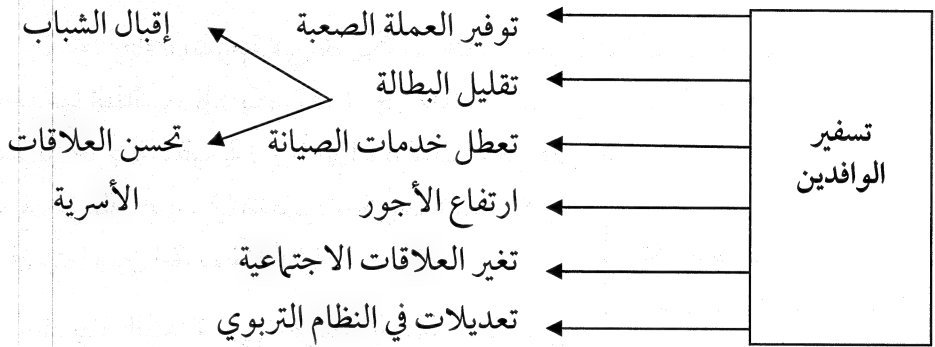 تسفير
الوافدين
توفير العملة الصعبة
تقليل البطالة
تعطل خدمات الصيانة
ارتفاع الأجور
تغير العلاقات الاجتماعية
تعديلات في النظام التربوي
إقبال الشباب
تحسن العلاقات
الأسرية